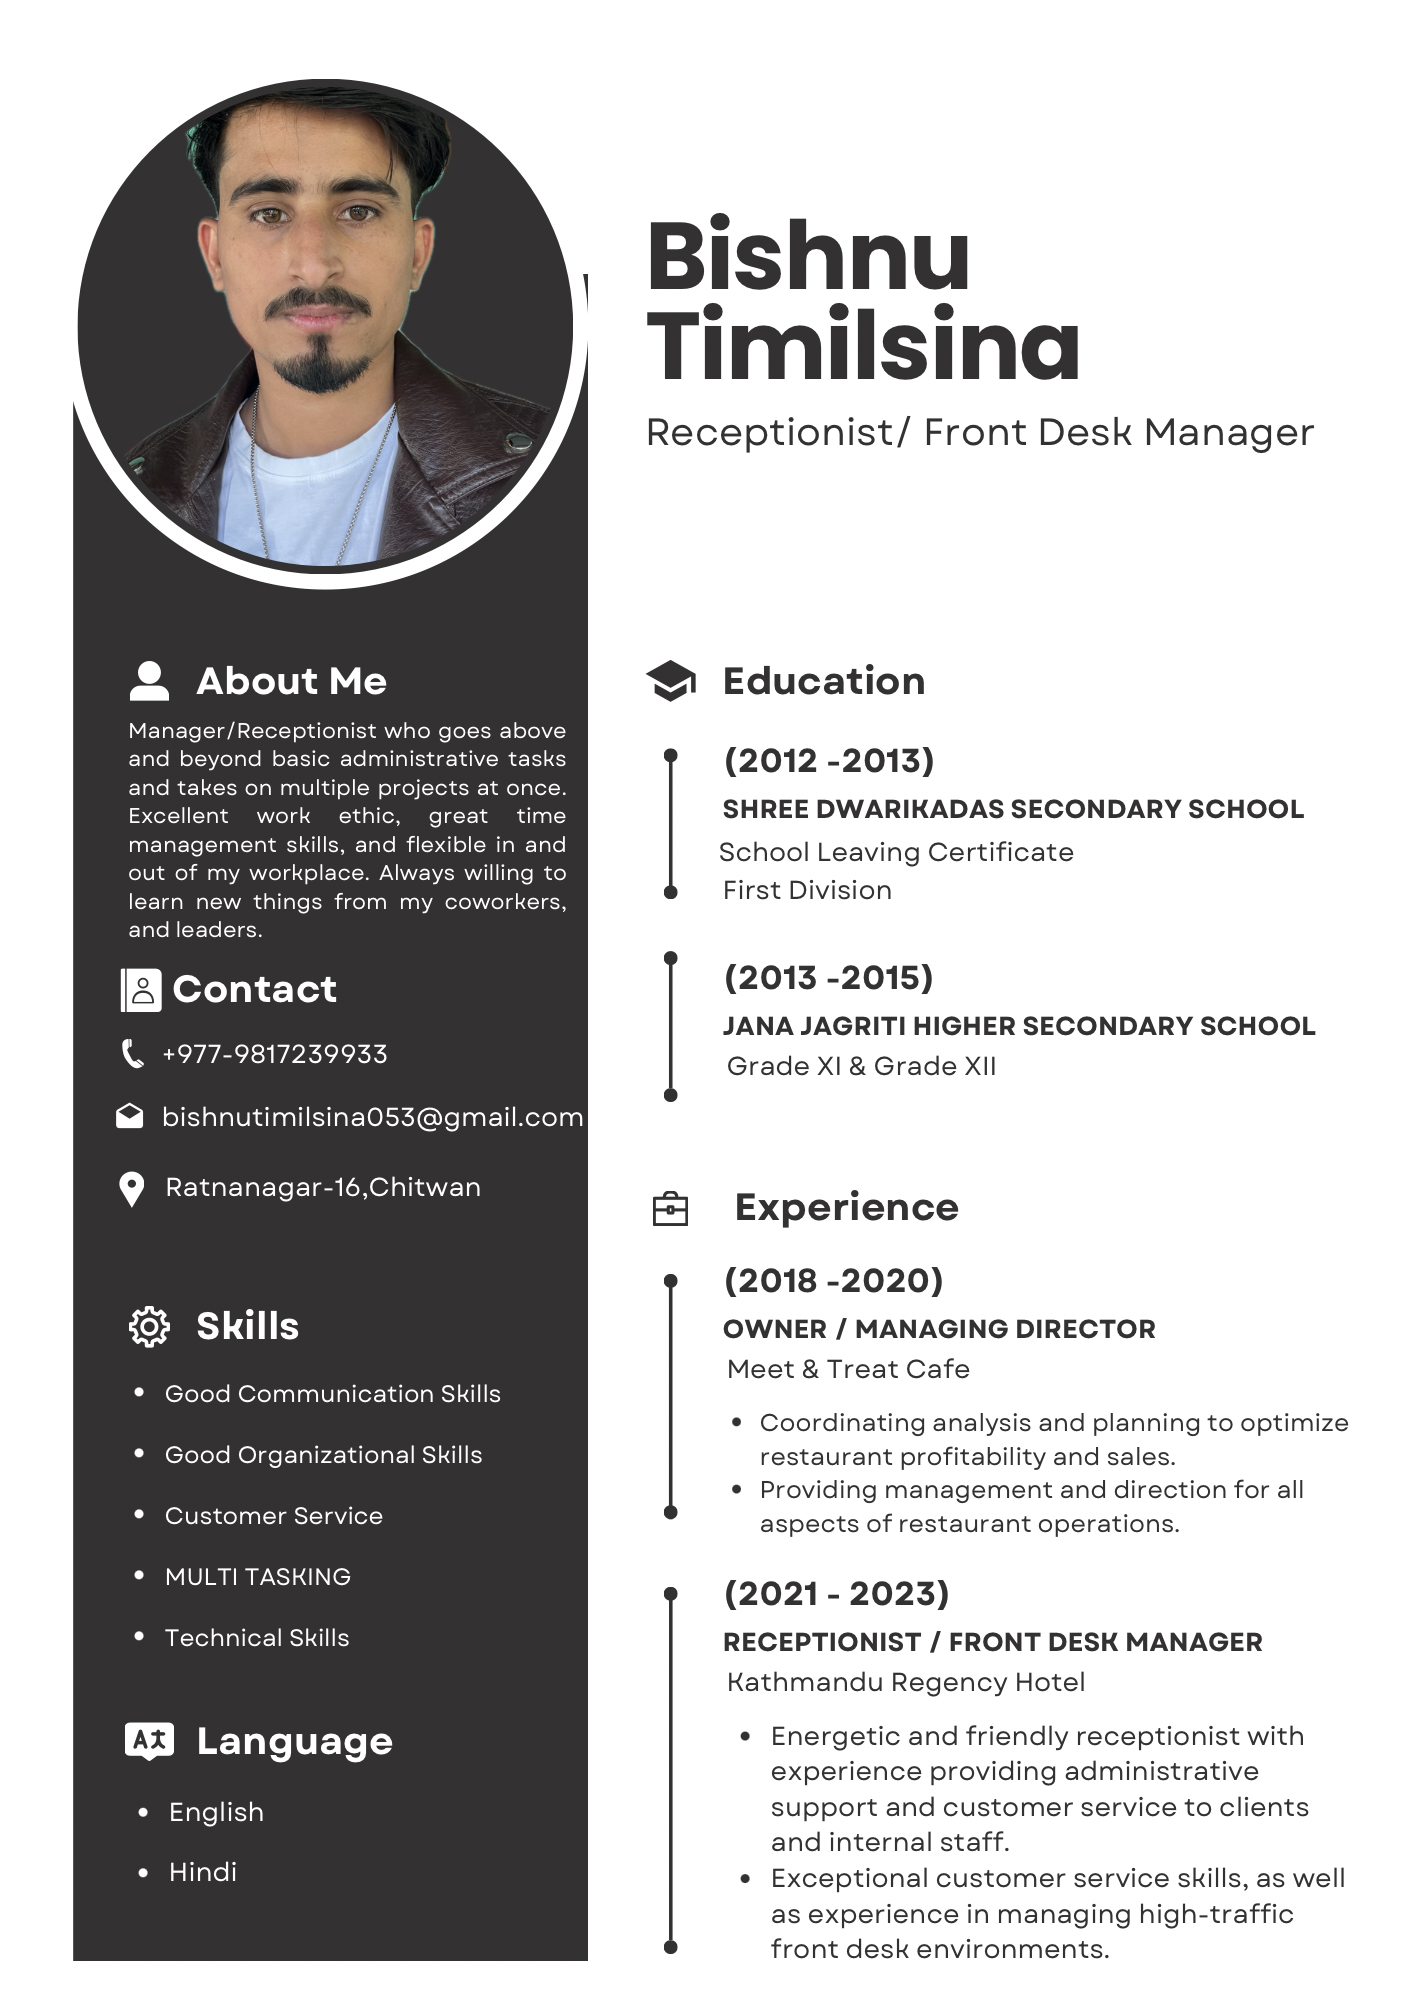 Bishnu
Timilsina
Receptionist/ Front Desk Manager
About Me
Manager/Receptionist who goes above
and beyond basic administrative tasks
and takes on multiple projects at once.
Excellent work ethic, great time
management skills, and flexible in and
out of my workplace. Always willing to
learn new things from my coworkers,
and leaders.
Contact
+977-9817239933
bishnutimilsina053@gmail.com
Ratnanagar-16,Chitwan
Skills
• Good Communication Skills
• Good Organizational Skills
• Customer Service
• MULTI TASKING
• Technical Skills
Language
• English
• Hindi
Education
(2012 -2013)
SHREE DWARIKADAS SECONDARY SCHOOL
School Leaving Certificate
First Division
(2013 -2015)
JANA JAGRITI HIGHER SECONDARY SCHOOL
Grade XI & Grade XII
Experience
(2018 -2020)
OWNER / MANAGING DIRECTOR
Meet & Treat Cafe
• Coordinating analysis and planning to optimize
restaurant profitability and sales.
• Providing management and direction for all
aspects of restaurant operations.
(2021 - 2023)
RECEPTIONIST / FRONT DESK MANAGER
Kathmandu Regency Hotel
• Energetic and friendly receptionist with
experience providing administrative
support and customer service to clients
and internal staff.
• Exceptional customer service skills, as well
as experience in managing high-traffic
front desk environments.